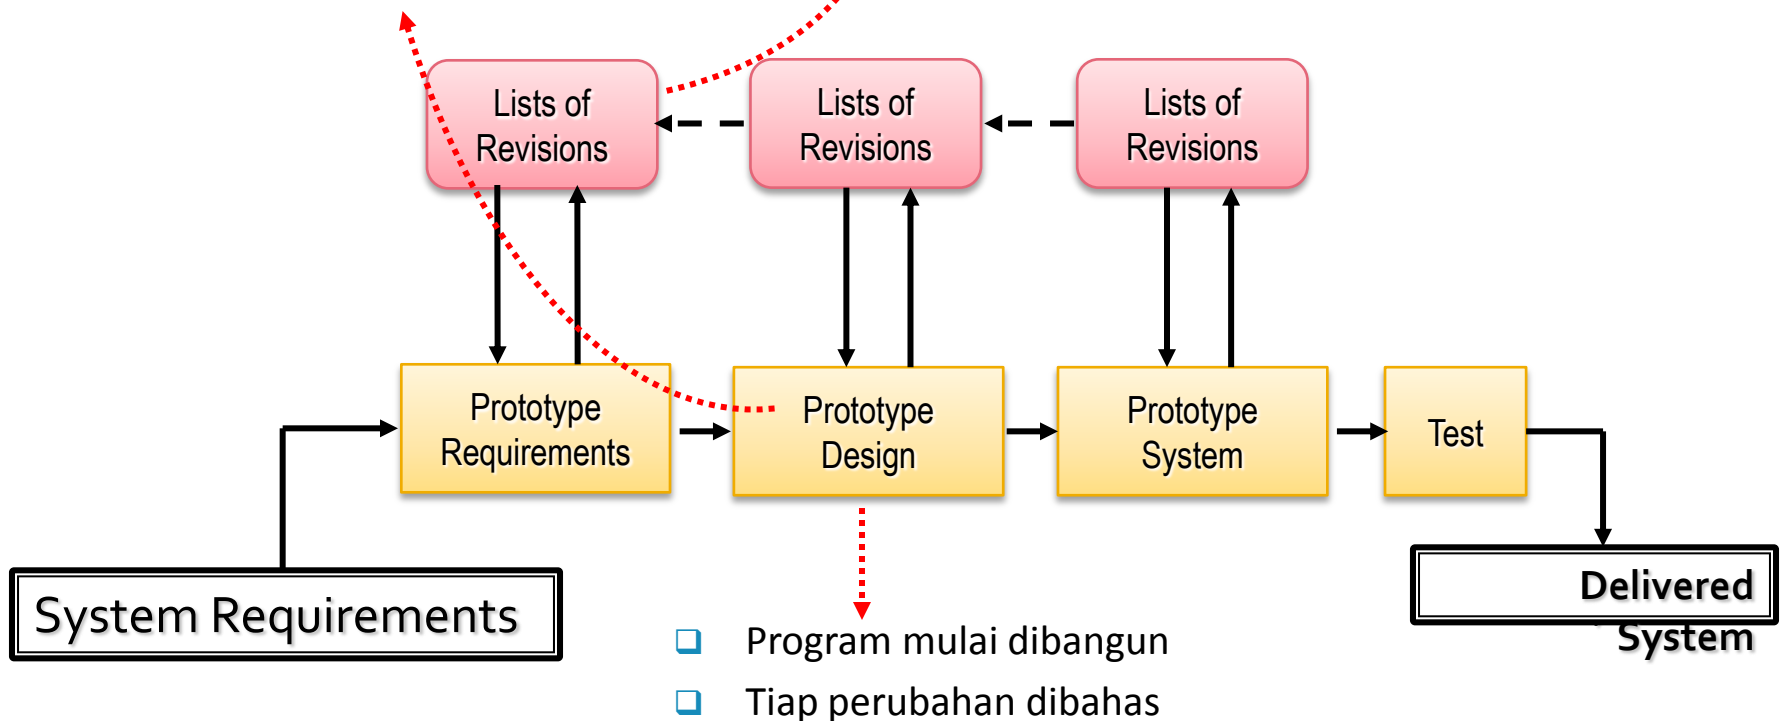 Lists of
Revisions
Lists of
Revisions
Lists of
Revisions
Prototype
Requirements
Prototype
Design
Prototype
System
Test
System Requirements
Delivered
System
Program mulai dibangun
Tiap perubahan dibahas